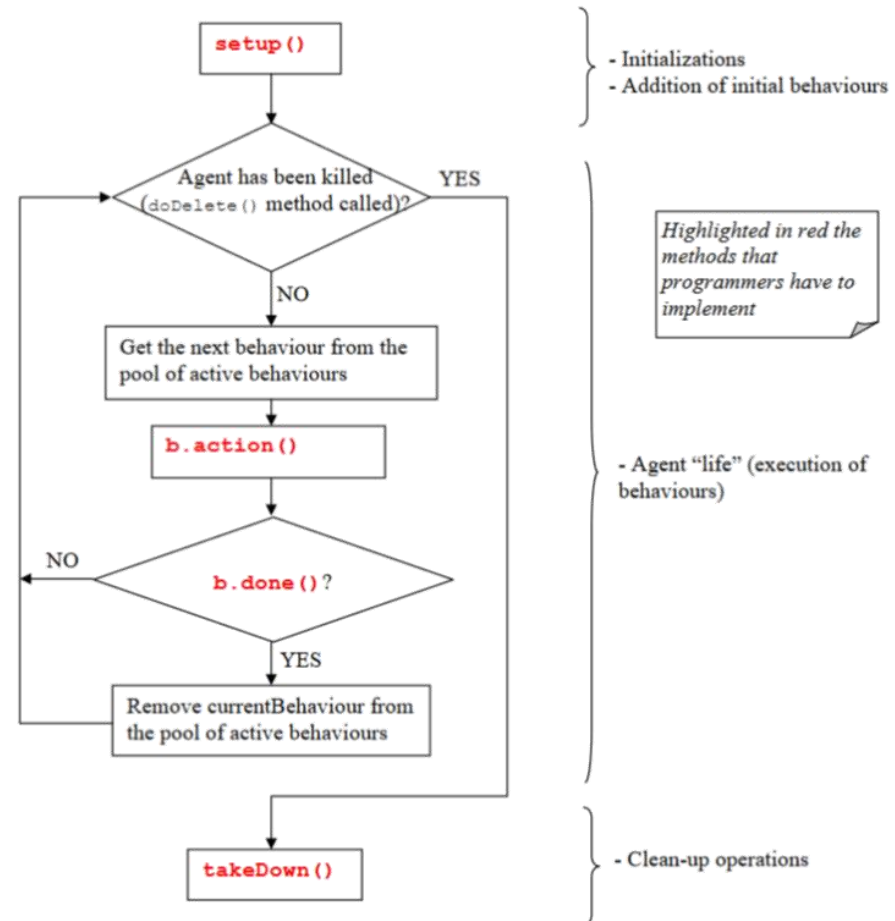 setup()
- Initializations
- Addition of initial behaviours
Agent has been killed
(doDelete() method called)?
YES
Highlighted in red the
methods that
programmers have to
implement
NO
Get the next behaviour from the
pool of active behaviours
b.action()
- Agent “life” (execution of
behaviours)
NO
b.done()?
YES
Remove currentBehaviour from
the pool of active behaviours
takeDown()
- Clean-up operations